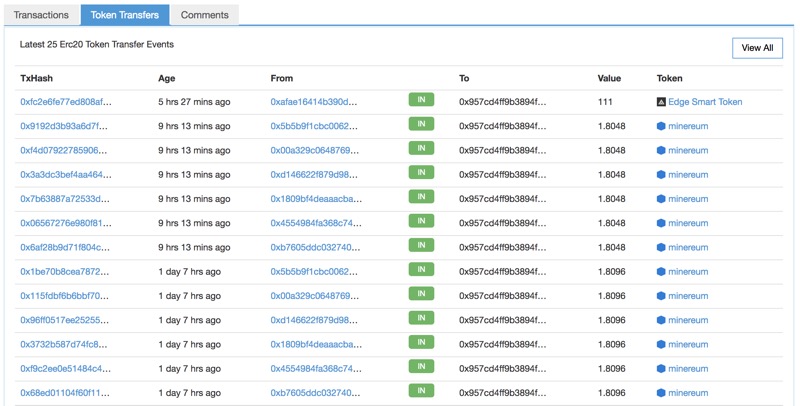 Transactions Token Transfers Comments
Latest 25 Erc20 Token Transfer Events View All
TxHash Age From To Value Token
0xfc2e6fe77ed808af... 5 hrs 27 mins ago 0xafae16414b390d... IN 0x957cd4ff9b3894f... 111 Edge Smart Token
0x9192d3b93a6d7f... 9 hrs 13 mins ago 0x5b5b9f1cbc0062... IN 0x957cd4ff9b3894f... 1.8048 minereum
0xf4d07922785906... 9 hrs 13 mins ago 0x00a329c0648769... IN 0x957cd4ff9b3894f... 1.8048 minereum
0x3a3dc3bef4aa464... 9 hrs 13 mins ago 0xd146622f879d98... IN 0x957cd4ff9b3894f... 1.8048 minereum
0x7b63887a72533d... 9 hrs 13 mins ago 0x1809bf4deaaacba... IN 0x957cd4ff9b3894f... 1.8048 minereum
0x06567276e980f81... 9 hrs 13 mins ago 0x4554984fa368c74... IN 0x957cd4ff9b3894f... 1.8048 minereum
0x6af28b9d71f804c... 9 hrs 13 mins ago 0xb7605ddc032740... IN 0x957cd4ff9b3894f... 1.8048 minereum
0x1be70b8cea7872... 1 day 7 hrs ago 0x5b5b9f1cbc0062... IN 0x957cd4ff9b3894f... 1.8096 minereum
0x115fdbf6b6bbf70... 1 day 7 hrs ago 0x00a329c0648769... IN 0x957cd4ff9b3894f... 1.8096 minereum
0x96ff0517ee25255... 1 day 7 hrs ago 0xd146622f879d98... IN 0x957cd4ff9b3894f... 1.8096 minereum
0x3732b587d74fc8... 1 day 7 hrs ago 0x1809bf4deaaacba... IN 0x957cd4ff9b3894f... 1.8096 minereum
0xf9c2ee0e51484c4... 1 day 7 hrs ago 0x4554984fa368c74... IN 0x957cd4ff9b3894f... 1.8096 minereum
0x68ed01104f60f11... 1 day 7 hrs ago 0xb7605ddc032740... IN 0x957cd4ff9b3894f... 1.8096 minereum